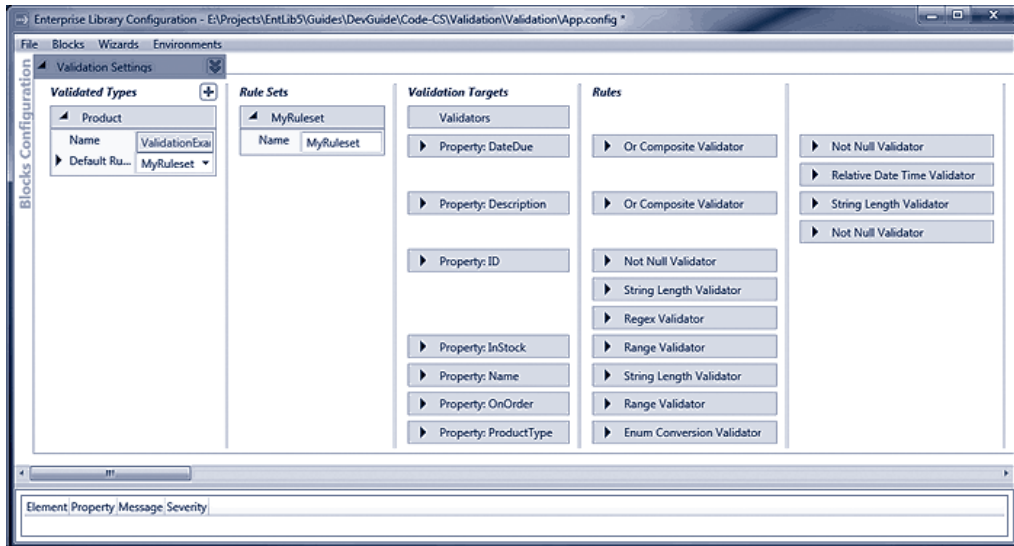 Enterprise Library Configuration - E:\Projects\EntLib5\Guides\DevGuide\Code-CS\Validation\Validation\App.config *
File Blocks Wizards Environments
Blocks Configuration
Validation Settings
Validated Types
Product
Name ValidationExa
Default Ru... MyRuleset
Rule Sets
MyRuleset
Name MyRuleset
Validation Targets Rules
Validators
Property: DateDue Or Composite Validator Not Null Validator
Relative Date Time Validator
Property: Description Or Composite Validator String Length Validator
Not Null Validator
Property: ID Not Null Validator
String Length Validator
Regex Validator
Property: InStock Range Validator
Property: Name String Length Validator
Property: OnOrder Range Validator
Property: ProductType Enum Conversion Validator
Element Property Message Severity